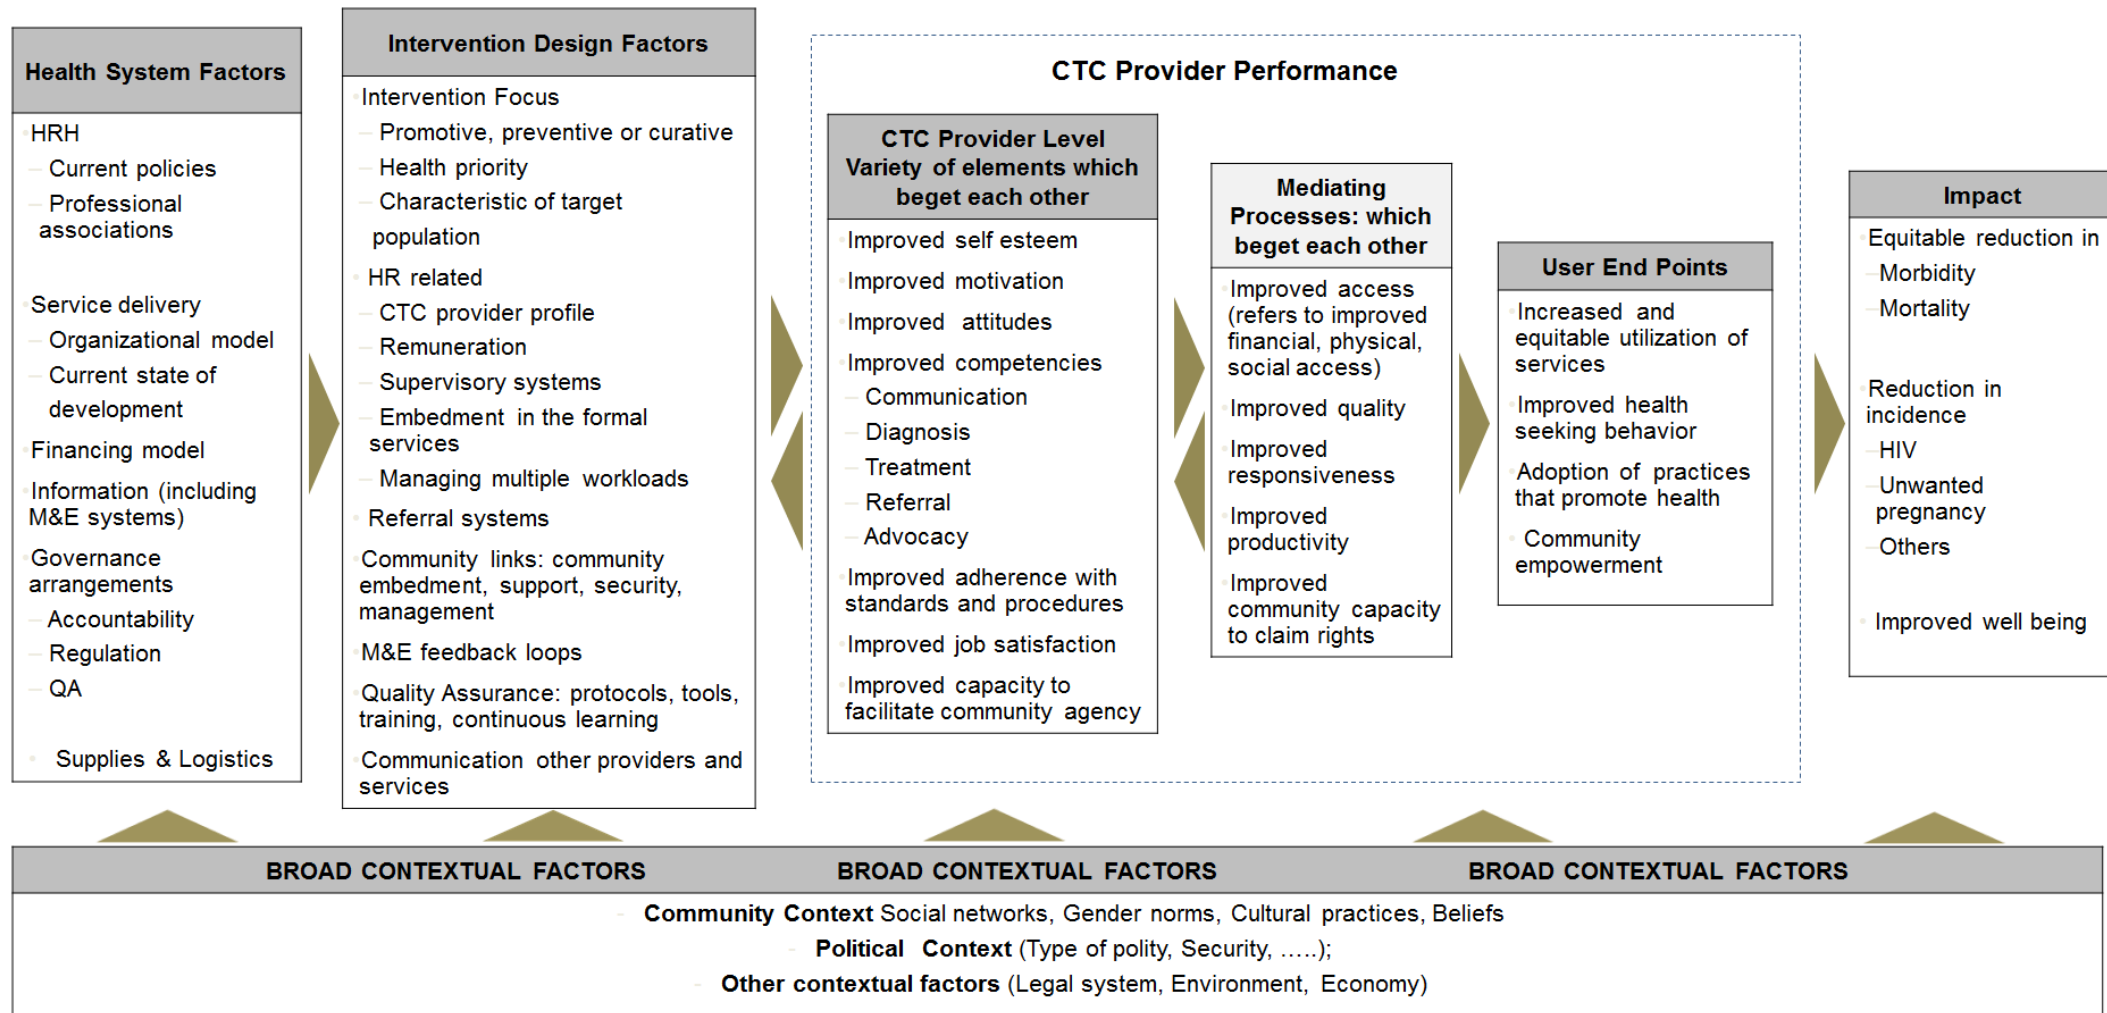 Health System Factors
HRH
– Current policies
– Professional
associations
Service delivery
– Organizational model
– Current state of
development
Financing model
Information (including
M&E systems)
Governance
arrangements
– Accountability
– Regulation
– QA
Supplies & Logistics
Intervention Design Factors
Intervention Focus
– Promotive, preventive or curative
– Health priority
– Characteristic of target
population
HR related
– CTC provider profile
– Remuneration
– Supervisory systems
– Embedment in the formal
services
– Managing multiple workloads
Referral systems
Community links: community
embedment, support, security,
management
M&E feedback loops
Quality Assurance: protocols, tools,
training, continuous learning
Communication other providers and
services
CTC Provider Performance
CTC Provider Level
Variety of elements which
beget each other
Improved self esteem
Improved motivation
Improved attitudes
Improved competencies
– Communication
– Diagnosis
– Treatment
– Referral
– Advocacy
Improved adherence with
standards and procedures
Improved job satisfaction
Improved capacity to
facilitate community agency
Mediating
Processes: which
beget each other
Improved access
(refers to improved
financial, physical,
social access)
Improved quality
Improved
responsiveness
Improved
productivity
Improved
community capacity
to claim rights
User End Points
Increased and
equitable utilization of
services
Improved health
seeking behavior
Adoption of practices
that promote health
Community
empowerment
Impact
Equitable reduction in
– Morbidity
– Mortality
Reduction in
incidence
– HIV
– Unwanted
pregnancy
– Others
Improved well being
BROAD CONTEXTUAL FACTORS
BROAD CONTEXTUAL FACTORS
BROAD CONTEXTUAL FACTORS
- Community Context Social networks, Gender norms, Cultural practices, Beliefs
- Political Context (Type of polity, Security, …..);
- Other contextual factors (Legal system, Environment, Economy)